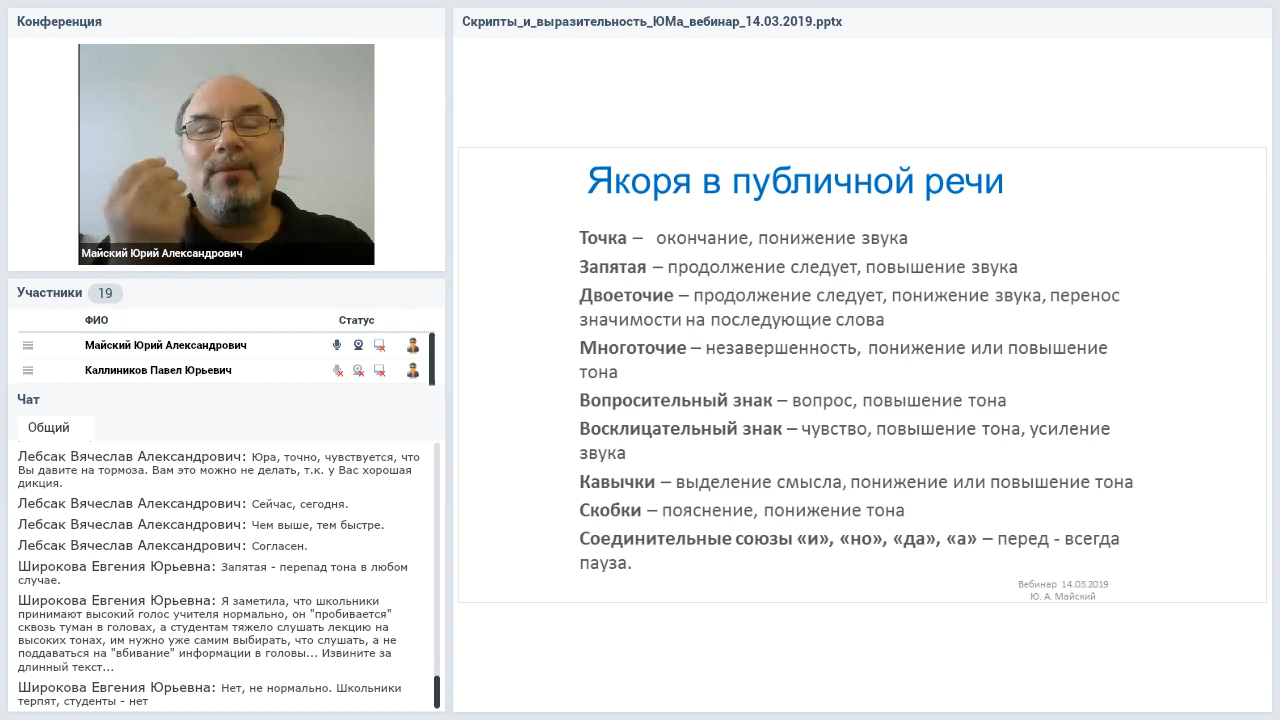 Конференция
Майский Юрий Александрович
Участники 19
ФИО Статус
Майский Юрий Александрович
Каллиников Павел Юрьевич
Чат
Общий
Лебсак Вячеслав Александрович: Юра, точно, чувствуется, что
Вы давите на тормоза. Вам это можно не делать, т.к. у Вас хорошая
дикция.
Лебсак Вячеслав Александрович: Сейчас, сегодня.
Лебсак Вячеслав Александрович: Чем выше, тем быстре.
Лебсак Вячеслав Александрович: Согласен.
Широкова Евгения Юрьевна: Запятая - перепад тона в любом
случае.
Широкова Евгения Юрьевна: Я заметила, что школьники
принимают высокий голос учителя нормально, он "пробивается"
сквозь туман в головах, а студентам тяжело слушать лекцию на
высоких тонах, им нужно уже самим выбирать, что слушать, а не
поддаваться на "вбивание" информации в головы... Извините за
длинный текст...
Широкова Евгения Юрьевна: Нет, не нормально. Школьники
терпят, студенты - нет
Скрипты_и_выразительность_ЮМа_вебинар_14.03.2019.pptx
Якоря в публичной речи
Точка – окончание, понижение звука
Запятая – продолжение следует, повышение звука
Двоеточие – продолжение следует, понижение звука, перенос
значимости на последующие слова
Многоточие – незавершенность, понижение или повышение
тона
Вопросительный знак – вопрос, повышение тона
Восклицательный знак – чувство, повышение тона, усиление
звука
Кавычки – выделение смысла, понижение или повышение тона
Скобки – пояснение, понижение тона
Соединительные союзы «и», «но», «да», «а» – перед - всегда
пауза.
Вебинар 14.03.2019
Ю. А. Майский